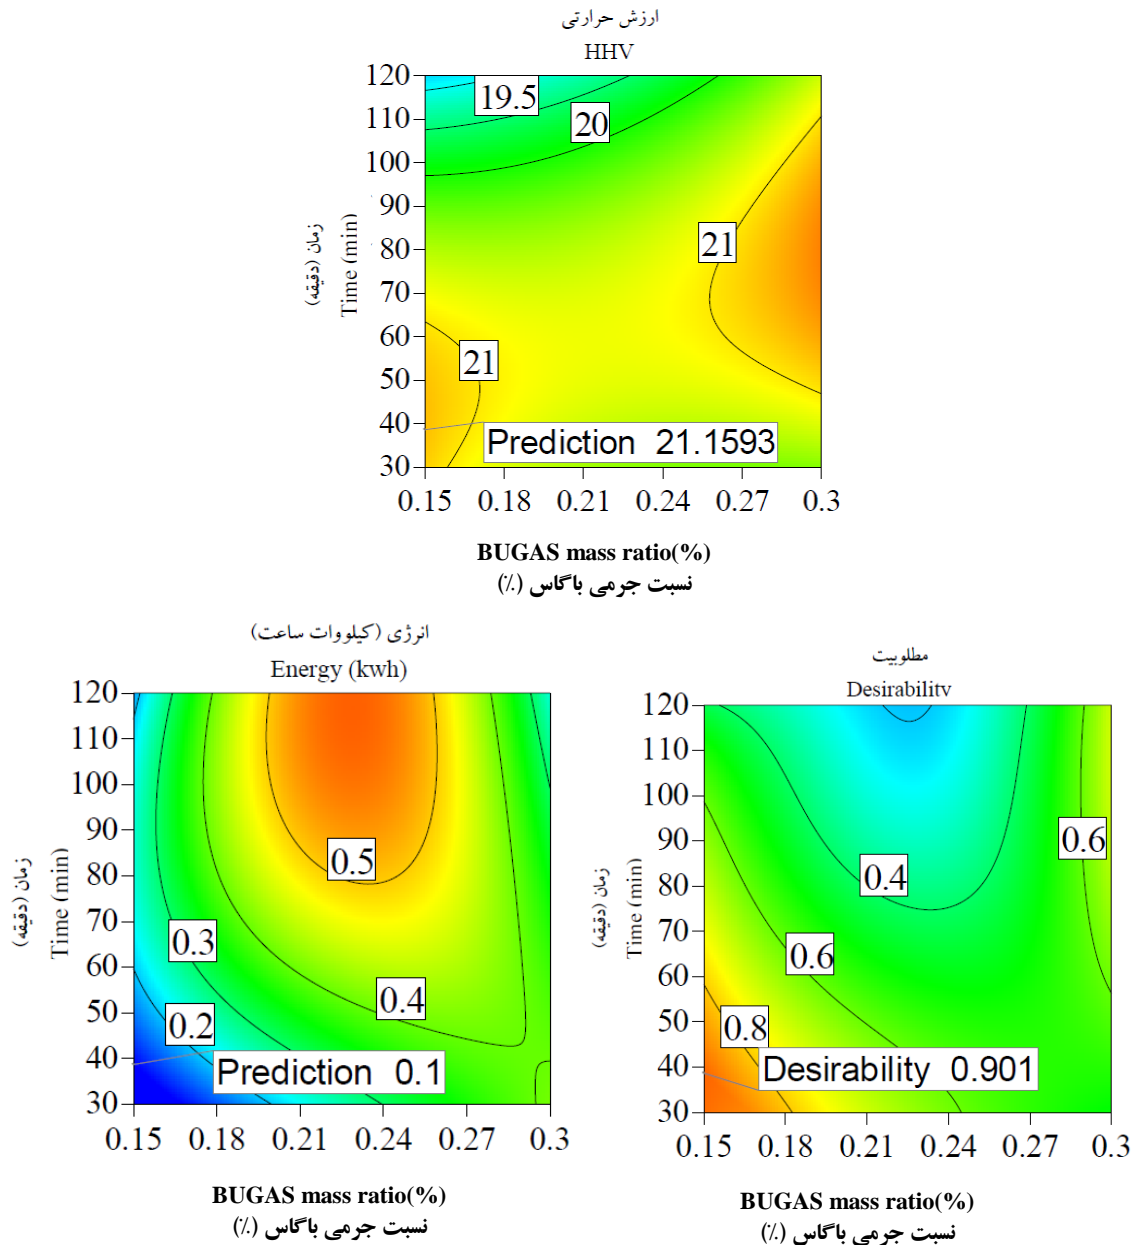 ارزش حرارتی
HHV
120
19.5
110
20
100
90
21
80
70
60
21
50
40
Prediction 21.1593
30
0.15 0.18 0.21 0.24 0.27 0.3
زمان (دقیقه)
Time (min)
BUGAS mass ratio(%)
نسبت جرمی باگاس (٪)
انرژی (کیلووات ساعت)
Energy (kwh)
120
110
100
90
0.5
80
70
0.3
60
0.4
50
0.2
40
Prediction 0.1
30
0.15 0.18 0.21 0.24 0.27 0.3
زمان (دقیقه)
Time (min)
BUGAS mass ratio(%)
نسبت جرمی باگاس (٪)
مطلوبیت
Desirability
120
110
100
90
0.6
80
0.4
70
0.6
60
50
0.8
40
Desirability 0.901
30
0.15 0.18 0.21 0.24 0.27 0.3
زمان (دقیقه)
Time (min)
BUGAS mass ratio(%)
نسبت جرمی باگاس (٪)